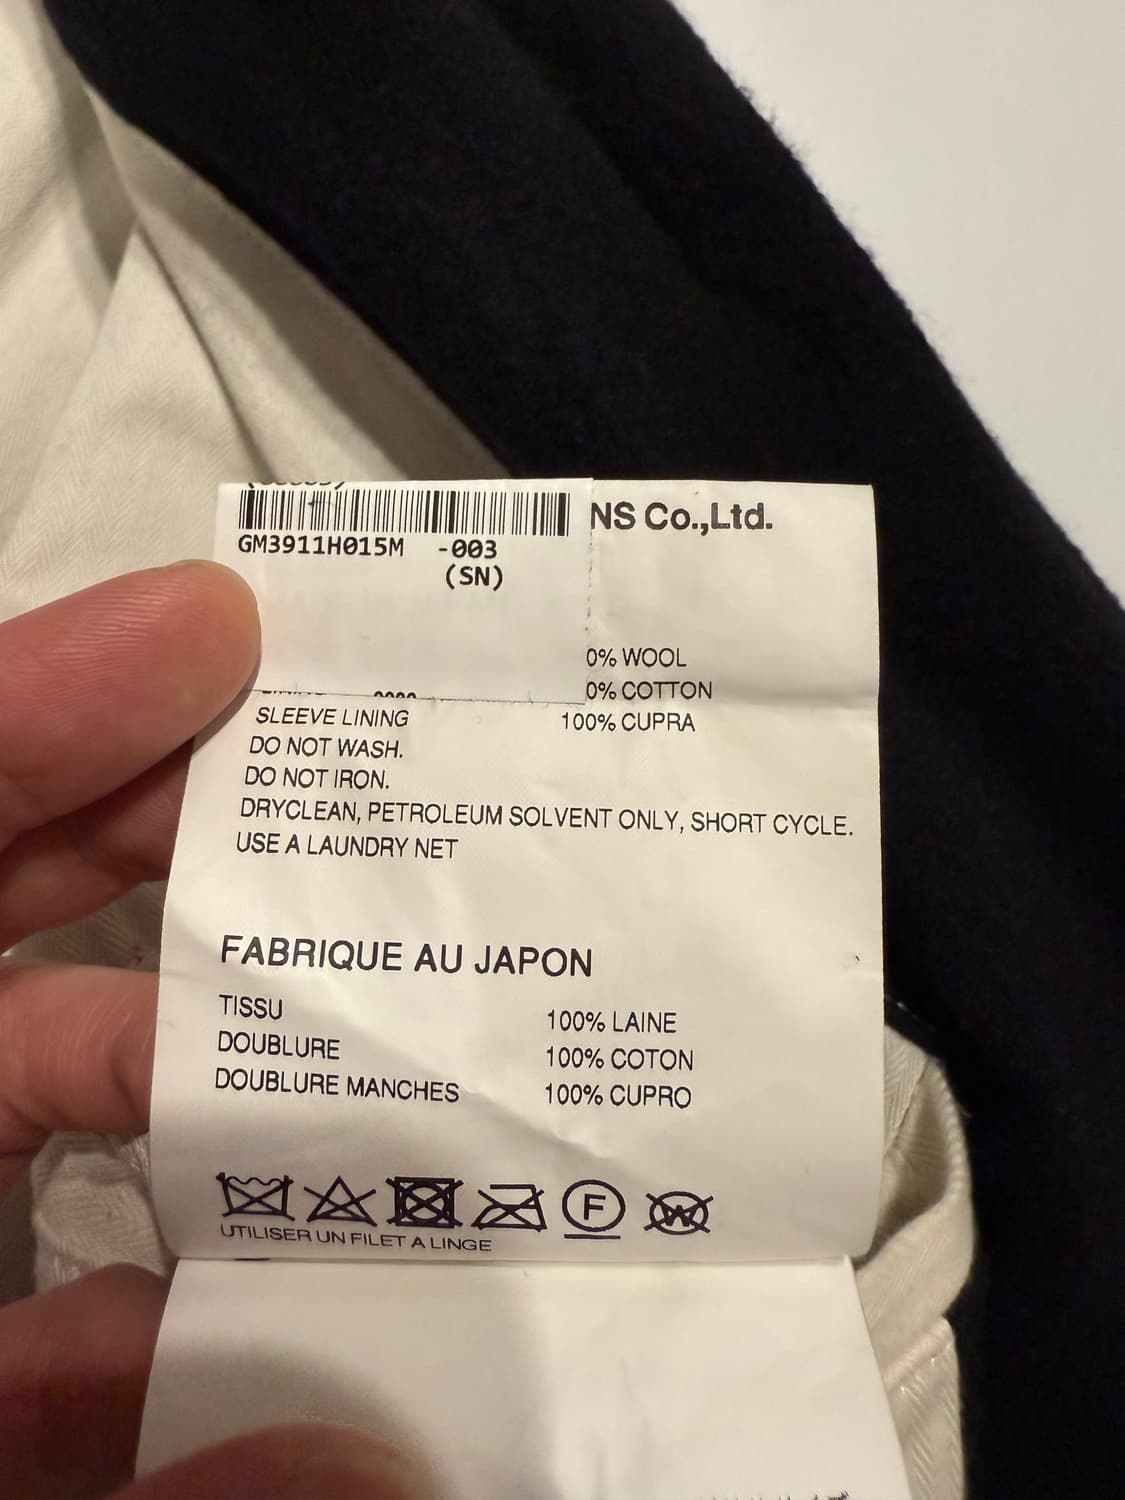 GM3911H015M -003
(SN)
NS Co.,Ltd.
0% WOOL
0% COTTON
SLEEVE LINING 100% CUPRA
DO NOT WASH.
DO NOT IRON.
DRYCLEAN, PETROLEUM SOLVENT ONLY, SHORT CYCLE.
USE A LAUNDRY NET
FABRIQUE AU JAPON
TISSU 100% LAINE
DOUBLURE 100% COTON
DOUBLURE MANCHES 100% CUPRO
F W
UTILISER UN FILET A LINGE